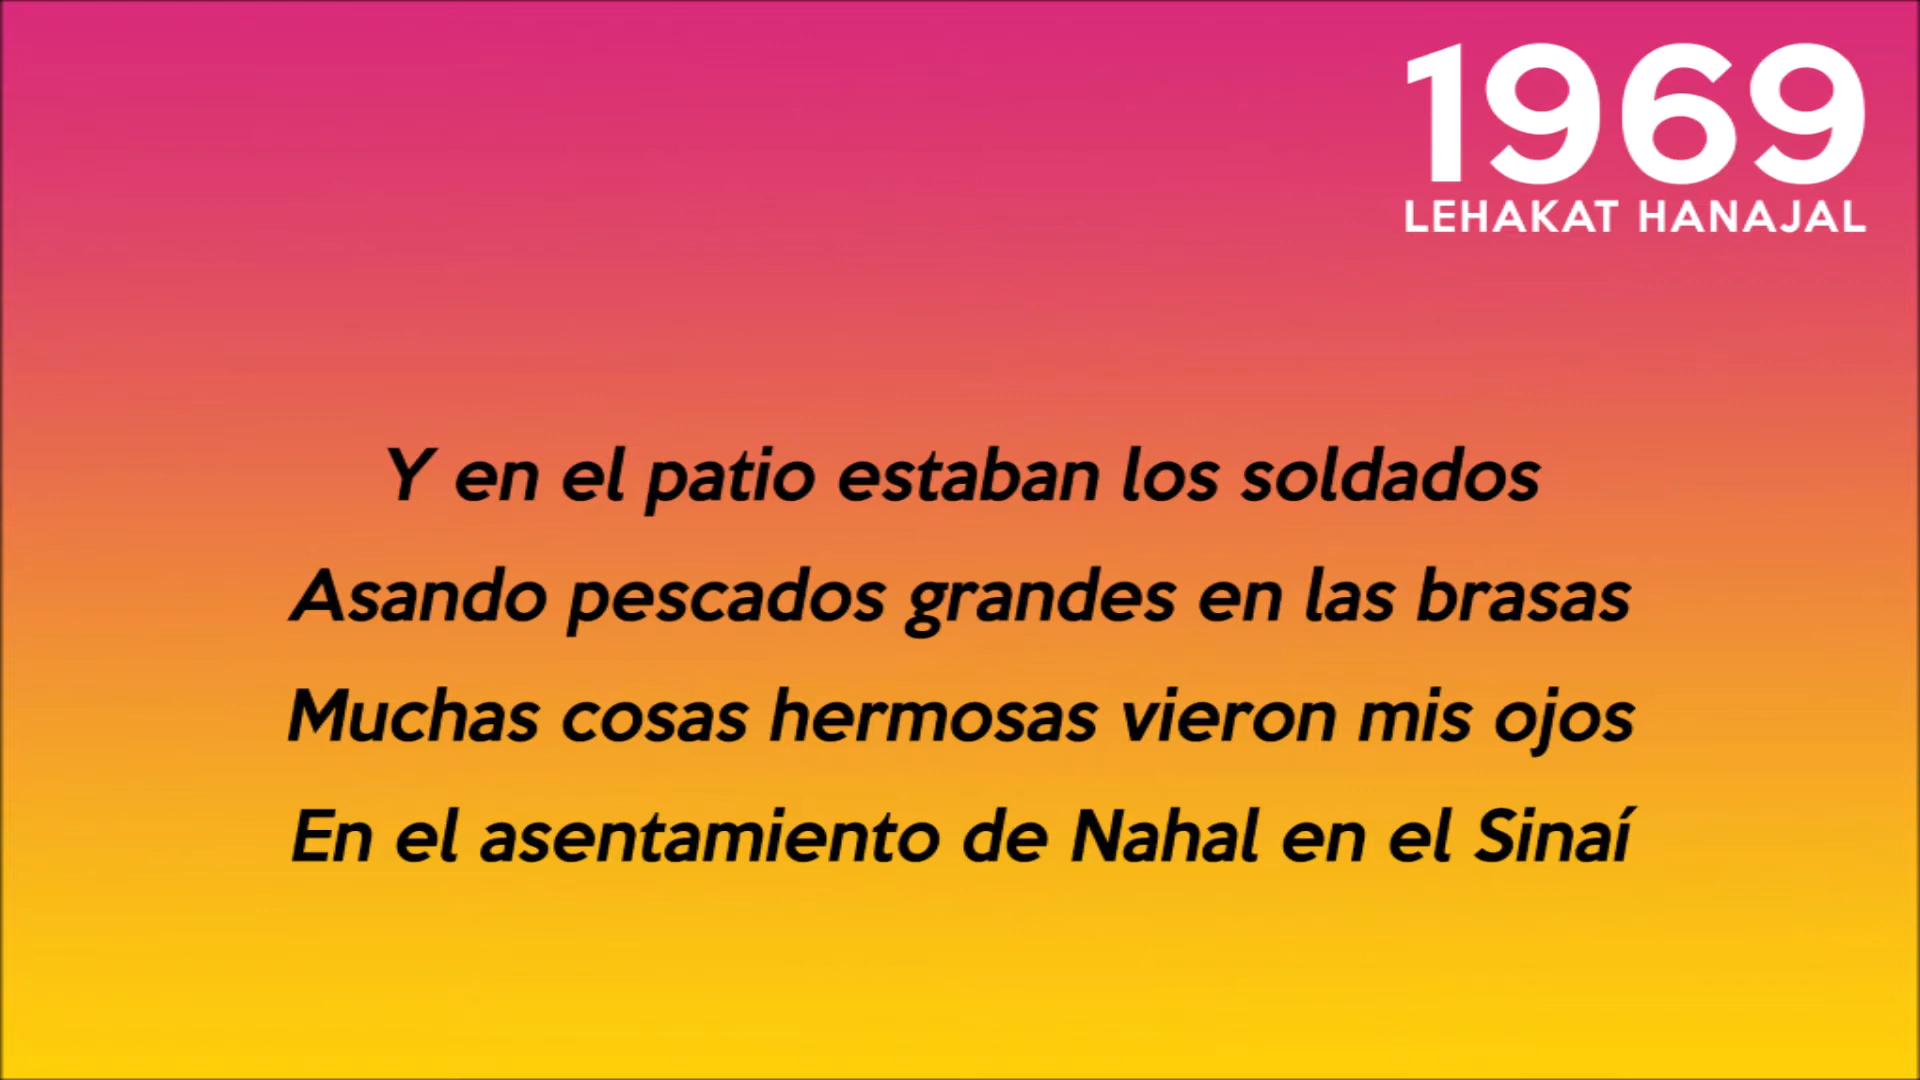 1969
LEHAKAT HANAJAL
Y en el patio estaban los soldados
Asando pescados grandes en las brasas
Muchas cosas hermosas vieron mis ojos
En el asentamiento de Nahal en el Sinaí